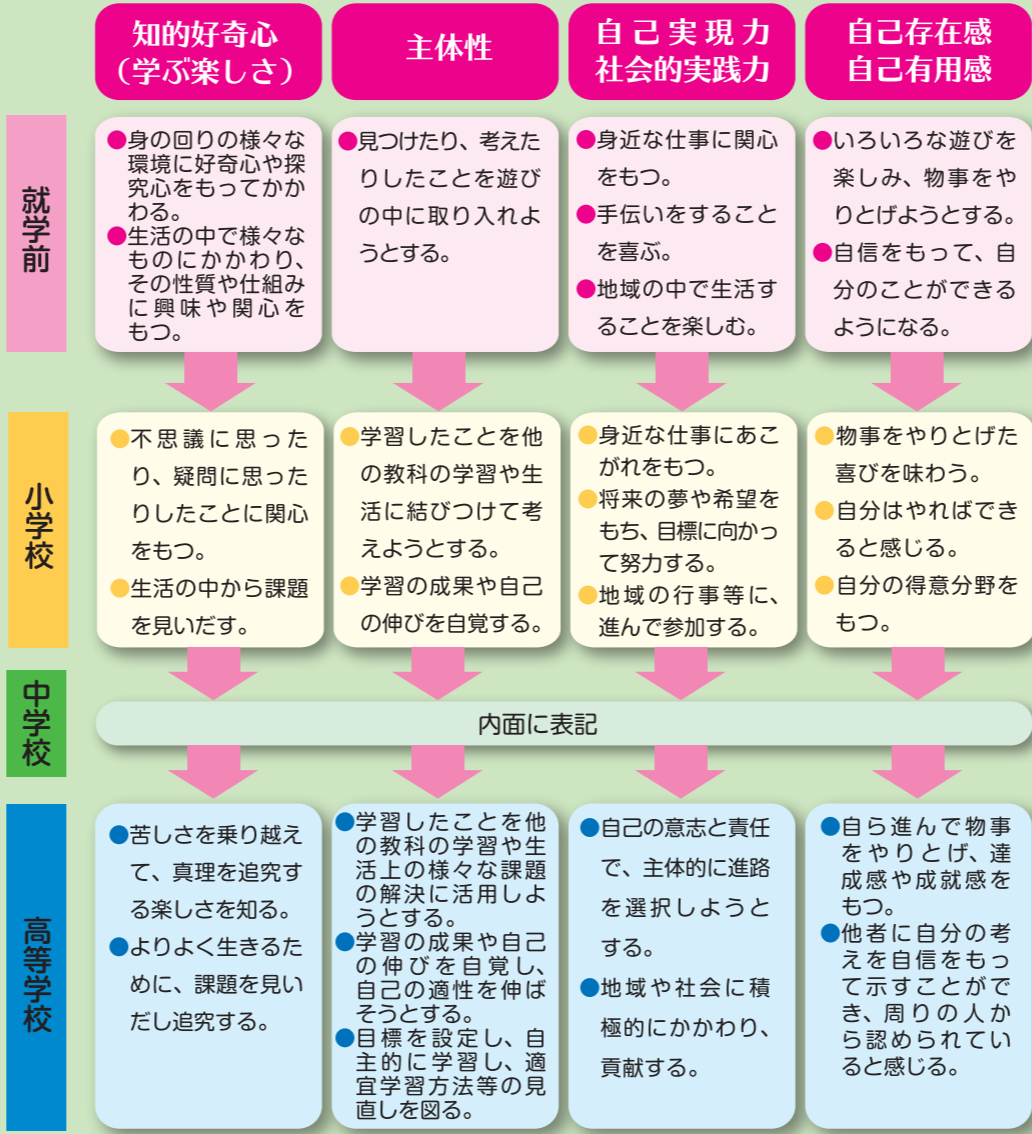 知的好奇心
（学ぶ楽しさ）
主体性
自己実現力
社会的実践力
自己存在感
自己有用感
就学前
●身の回りの様々な
環境に好奇心や探
究心をもってかか
わる。
●生活の中で様々な
ものにかかわり、
その性質や仕組み
に興味や関心を
もつ。
●見つけたり、考えた
りしたことを遊び
の中に取り入れよ
うとする。
●身近な仕事に関心
をもつ。
●手伝いをすること
を喜ぶ。
●地域の中で生活す
ることを楽しむ。
●いろいろな遊びを
楽しみ、物事をや
りとげようとする。
●自信をもって、自
分のことができる
ようになる。
小学校
●不思議に思った
り、疑問に思った
りしたことに関心
をもつ。
●生活の中から課題
を見いだす。
●学習したことを他
の教科の学習や生
活に結びつけて考
えようとする。
●学習の成果や自己
の伸びを自覚する。
●身近な仕事にあこ
がれをもつ。
●将来の夢や希望を
もち、目標に向かっ
て努力する。
●地域の行事等に、
進んで参加する。
●物事をやりとげた
喜びを味わう。
●自分はやればでき
ると感じる。
●自分の得意分野を
もつ。
中学校
内面に表記
高等学校
●苦しさを乗り越え
て、真理を追究す
る楽しさを知る。
●よりよく生きるた
めに、課題を見い
だし追究する。
●学習したことを他
の教科の学習や生
活上の様々な課題
の解決に活用しよ
うとする。
●学習の成果や自己
の伸びを自覚し、
自己の適性を伸ば
そうとする。
●目標を設定し、自
主的に学習し、適
宜学習方法等の見
直しを図る。
●自己の意志と責任
で、主体的に進路
を選択しようと
する。
●地域や社会に積
極的にかかわり、
貢献する。
●自ら進んで物事
をやりとげ、達
成感や成就感を
もつ。
●他者に自分の考
えを自信をもっ
て示すことがで
き、周りの人か
ら認められてい
ると感じる。